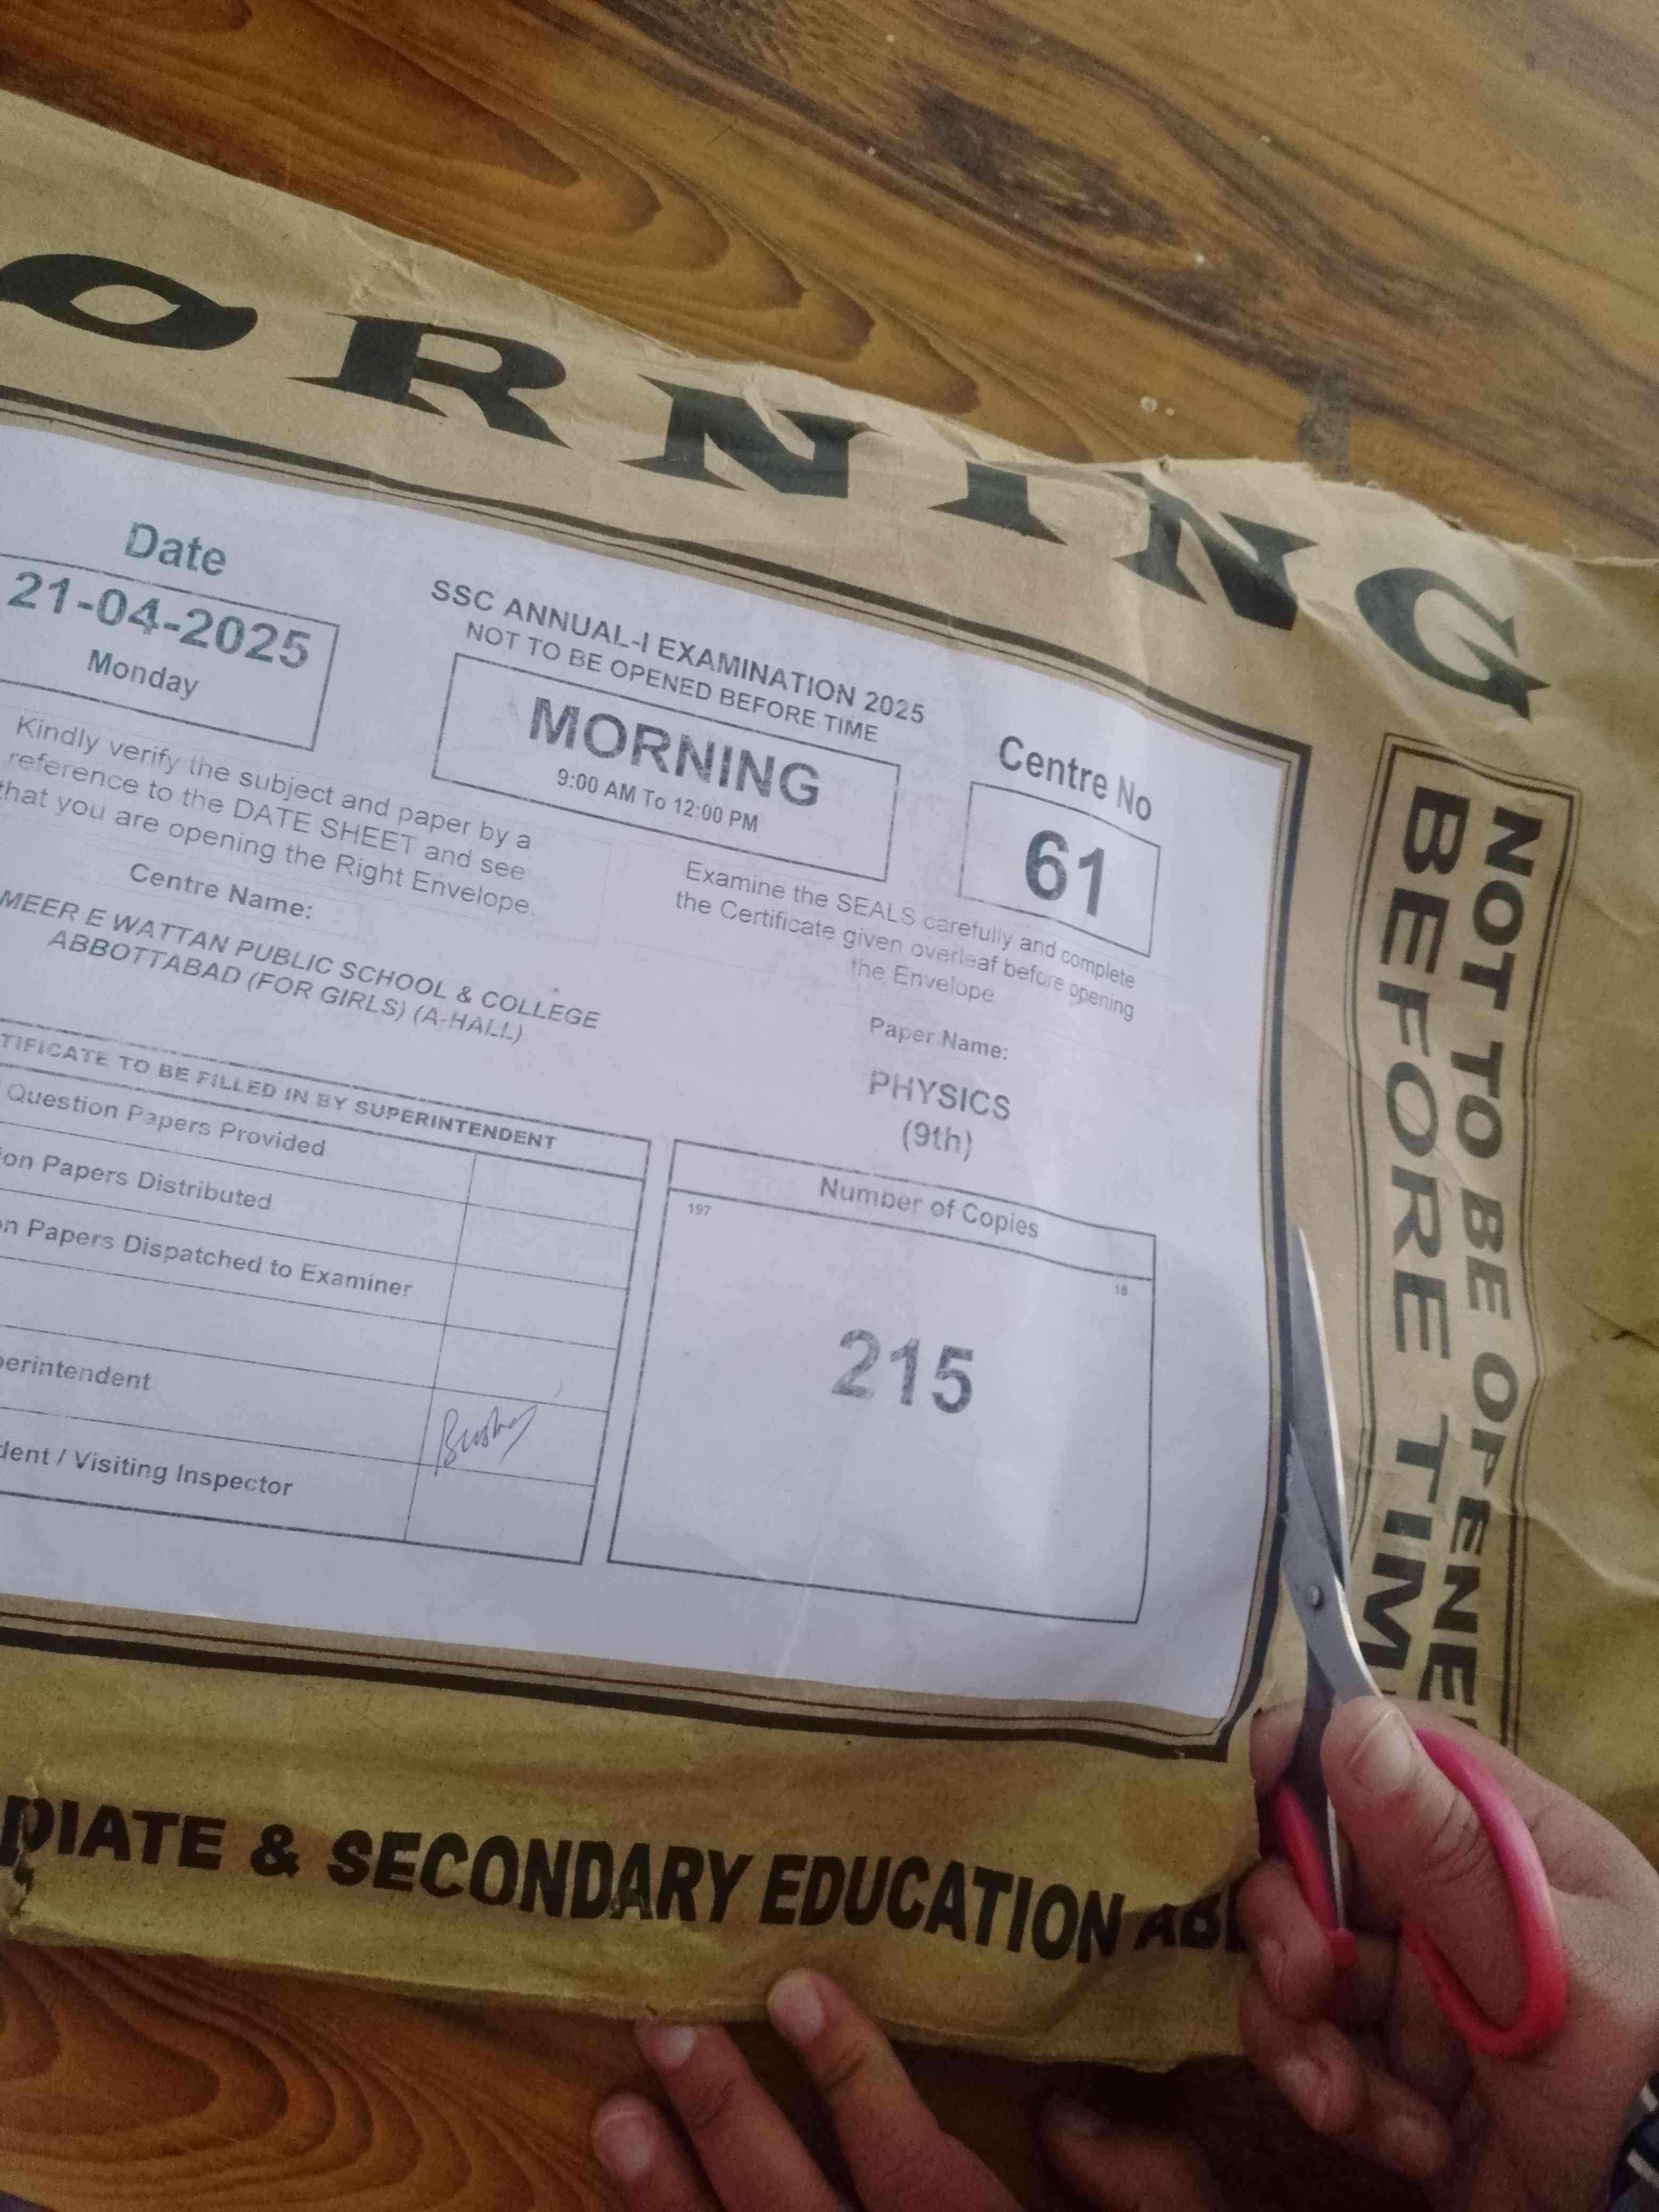 ORNING
Date
21-04-2025
Monday
SSC ANNUAL-I EXAMINATION 2025
NOT TO BE OPENED BEFORE TIME
MORNING
9:00 AM To 12:00 PM
Centre No
61
Kindly verify the subject and paper by a
reference to the DATE SHEET and see
that you are opening the Right Envelope.
Examine the SEALS carefully and complete
the Certificate given overleaf before opening
the Envelope
Centre Name:
MEER E WATTAN PUBLIC SCHOOL & COLLEGE
ABBOTTABAD (FOR GIRLS) (A-HALL)
Paper Name:
PHYSICS
(9th)
TIFICATE TO BE FILLED IN BY SUPERINTENDENT
Question Papers Provided
ion Papers Distributed
on Papers Dispatched to Examiner
perintendent
dent / Visiting Inspector
Number of Copies
197
18
215
NOT TO BE OPENE
BEFORE TIM
DIATE & SECONDARY EDUCATION AB